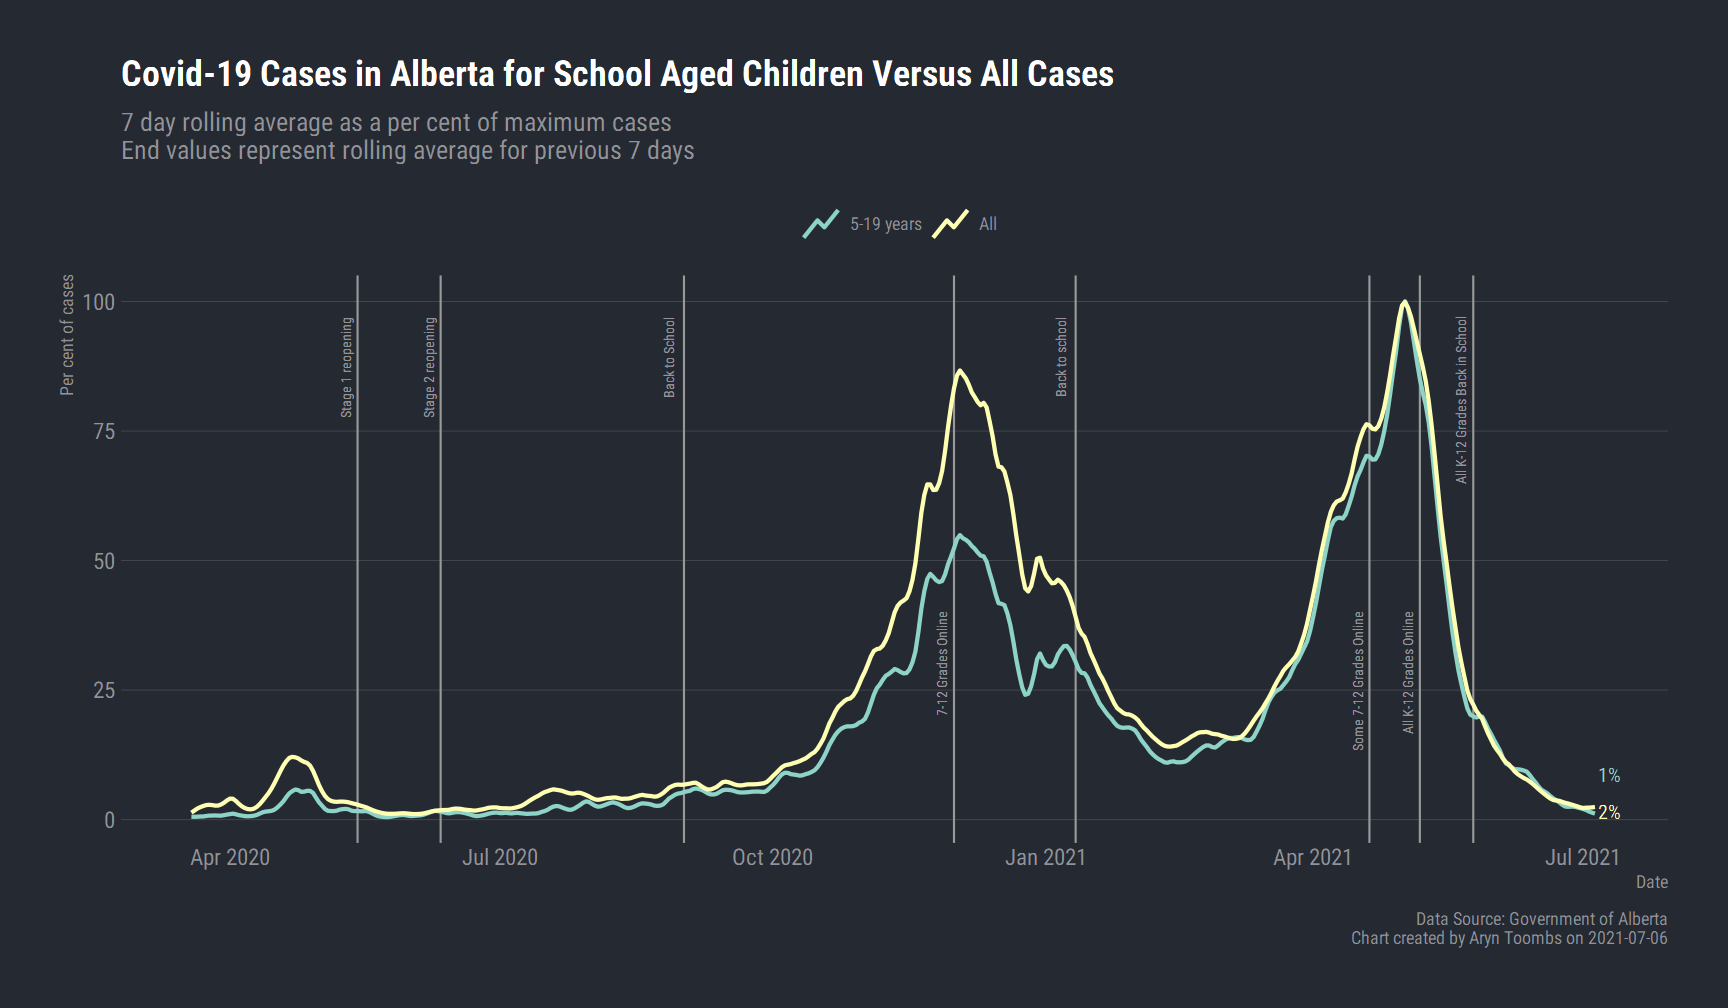 Covid-19 Cases in Alberta for School Aged Children Versus All Cases
7 day rolling average as a per cent of maximum cases
End values represent rolling average for previous 7 days
5-19 years
All
Per cent of cases
100
75
50
25
0
Stage 1 reopening
Stage 2 reopening
Back to School
7-12 Grades Online
Back to school
Some 7-12 Grades Online
All K-12 Grades Online
All K-12 Grades Back in School
1%
2%
Apr 2020
Jul 2020
Oct 2020
Jan 2021
Apr 2021
Jul 2021
Date
Data Source: Government of Alberta
Chart created by Aryn Toombs on 2021-07-06